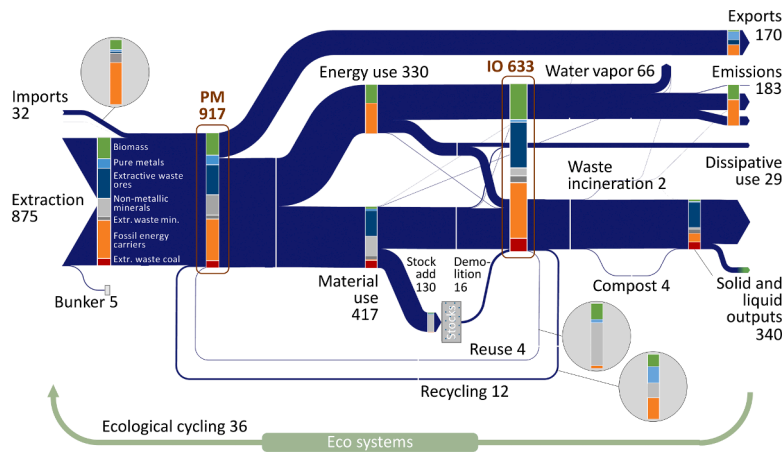 Exports
170
IO 633
Energy use 330
Water vapor 66
Emissions
183
PM
917
Imports
32
Biomass
Pure metals
Extractive waste
ores
Non-metallic
minerals
Extr. waste min.
Fossil energy
carriers
Extr. waste coal
Extraction
875
Dissipative
use 29
Waste
incineration 2
Bunker 5
Material
use
417
Stock
add
130
Demo-
lition
16
Stocks
Compost 4
Solid and
liquid
outputs
340
Reuse 4
Recycling 12
Ecological cycling 36
Eco systems